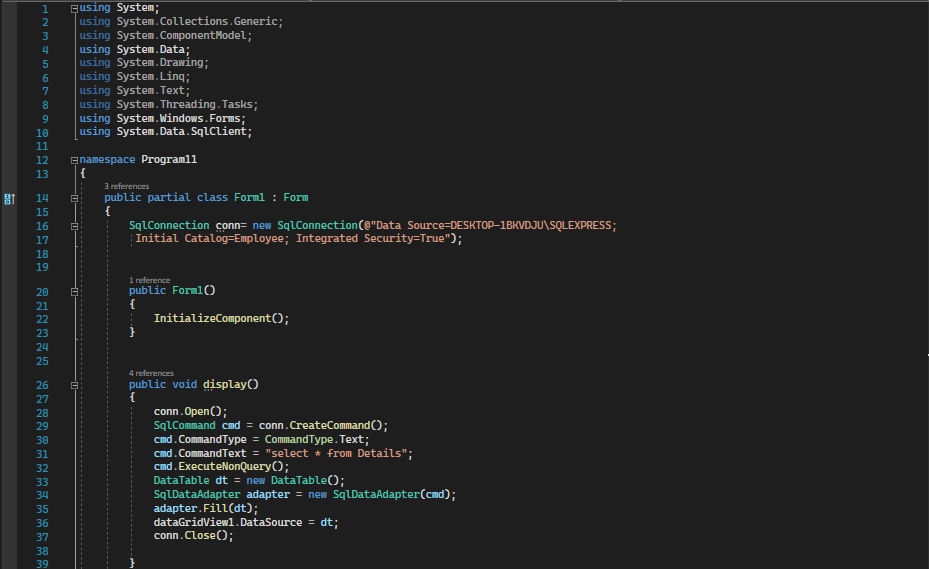 1 using System;
2 using System.Collections.Generic;
3 using System.ComponentModel;
4 using System.Data;
5 using System.Drawing;
6 using System.Linq;
7 using System.Text;
8 using System.Threading.Tasks;
9 using System.Windows.Forms;
10 using System.Data.SqlClient;
11
12 namespace Program11
13 {
3 references
14 public partial class Form1 : Form
15 {
16 SqlConnection conn= new SqlConnection(@"Data Source=DESKTOP-1BKVDJU\SQLEXPRESS;
17 Initial Catalog=Employee; Integrated Security=True");
18
19
1 reference
20 public Form1()
21 {
22 InitializeComponent();
23 }
24
25
4 references
26 public void display()
27 {
28 conn.Open();
29 SqlCommand cmd = conn.CreateCommand();
30 cmd.CommandType = CommandType.Text;
31 cmd.CommandText = "select * from Details";
32 cmd.ExecuteNonQuery();
33 DataTable dt = new DataTable();
34 SqlDataAdapter adapter = new SqlDataAdapter(cmd);
35 adapter.Fill(dt);
36 dataGridView1.DataSource = dt;
37 conn.Close();
38
39 }